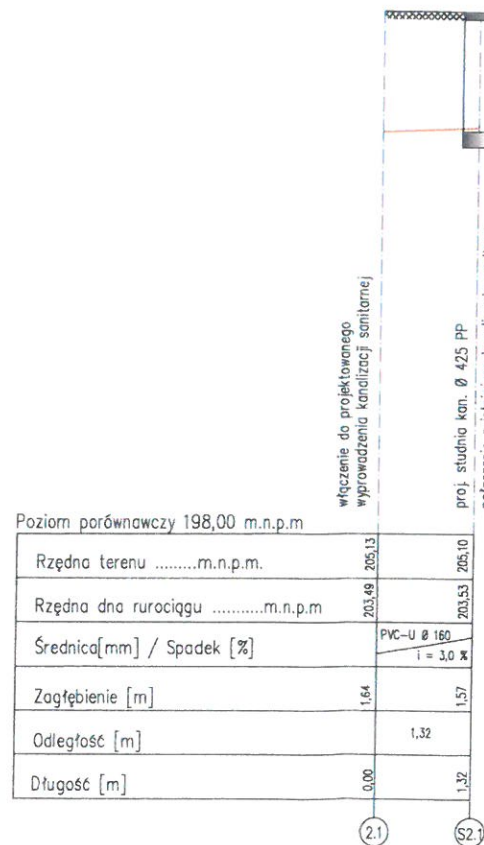 włączenie do projektowanego
wyprowadzenia kanalizacji sanitarnej
proj. studnia kan. Ø 425 PP
Poziom porównawczy 198,00 m.n.p.m
Rzędna terenu .........m.n.p.m. 205,13 205,10
Rzędna dna rurociągu ...........m.n.p.m 203,49 203,53
Średnica[mm] / Spadek [%] PVC-U Ø 160
i = 3,0 %
Zagłębienie [m] 1,64 1,57
Odległość [m] 1,32
Długość [m] 0,00 1,32
2.1 S2.1